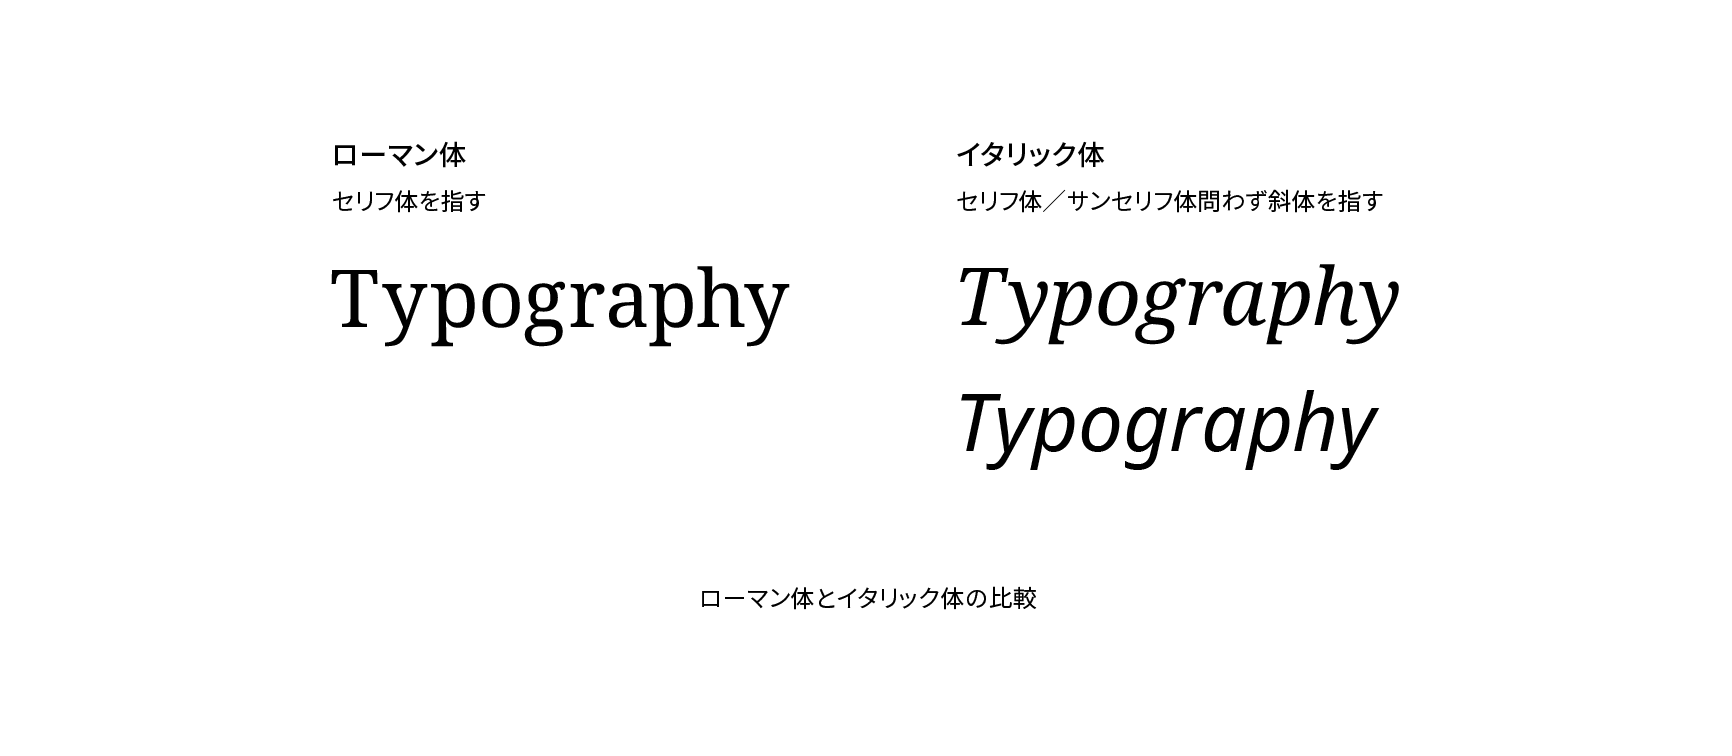 ローマン体
セリフ体を指す
Typography
イタリック体
セリフ体／サンセリフ体問わず斜体を指す
Typography
Typography
ローマン体とイタリック体の比較